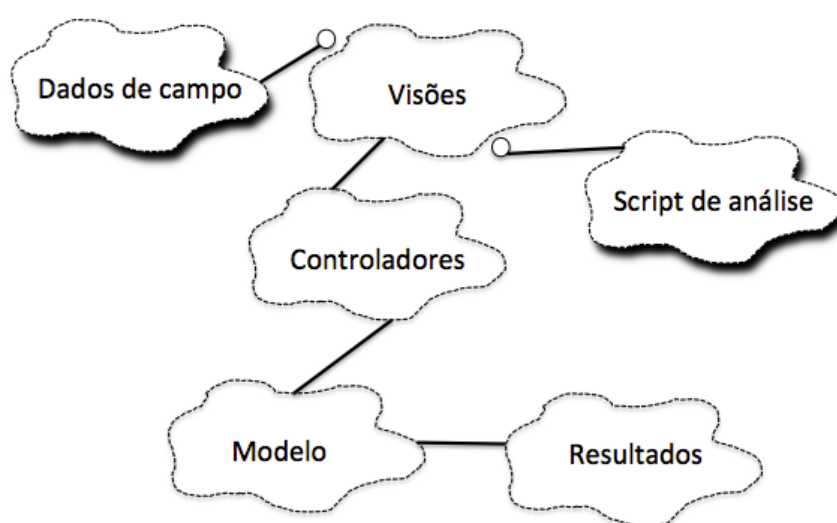 Dados de campo
Visões
Script de análise
Controladores
Modelo
Resultados